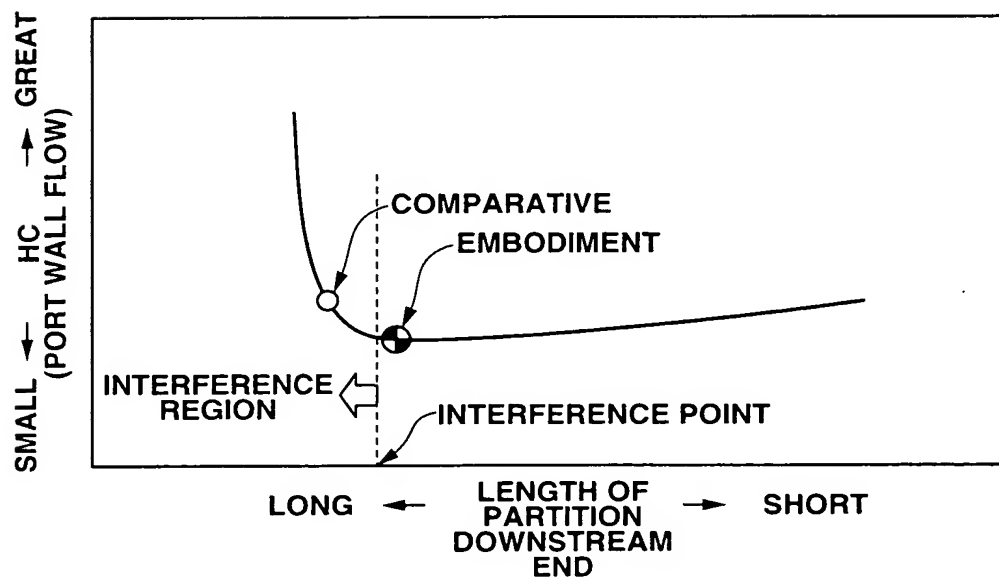 SMALL ← HC → GREAT
(PORT WALL FLOW)
COMPARATIVE
EMBODIMENT
INTERFERENCE
REGION
INTERFERENCE POINT
LONG ← LENGTH OF → SHORT
PARTITION
DOWNSTREAM
END